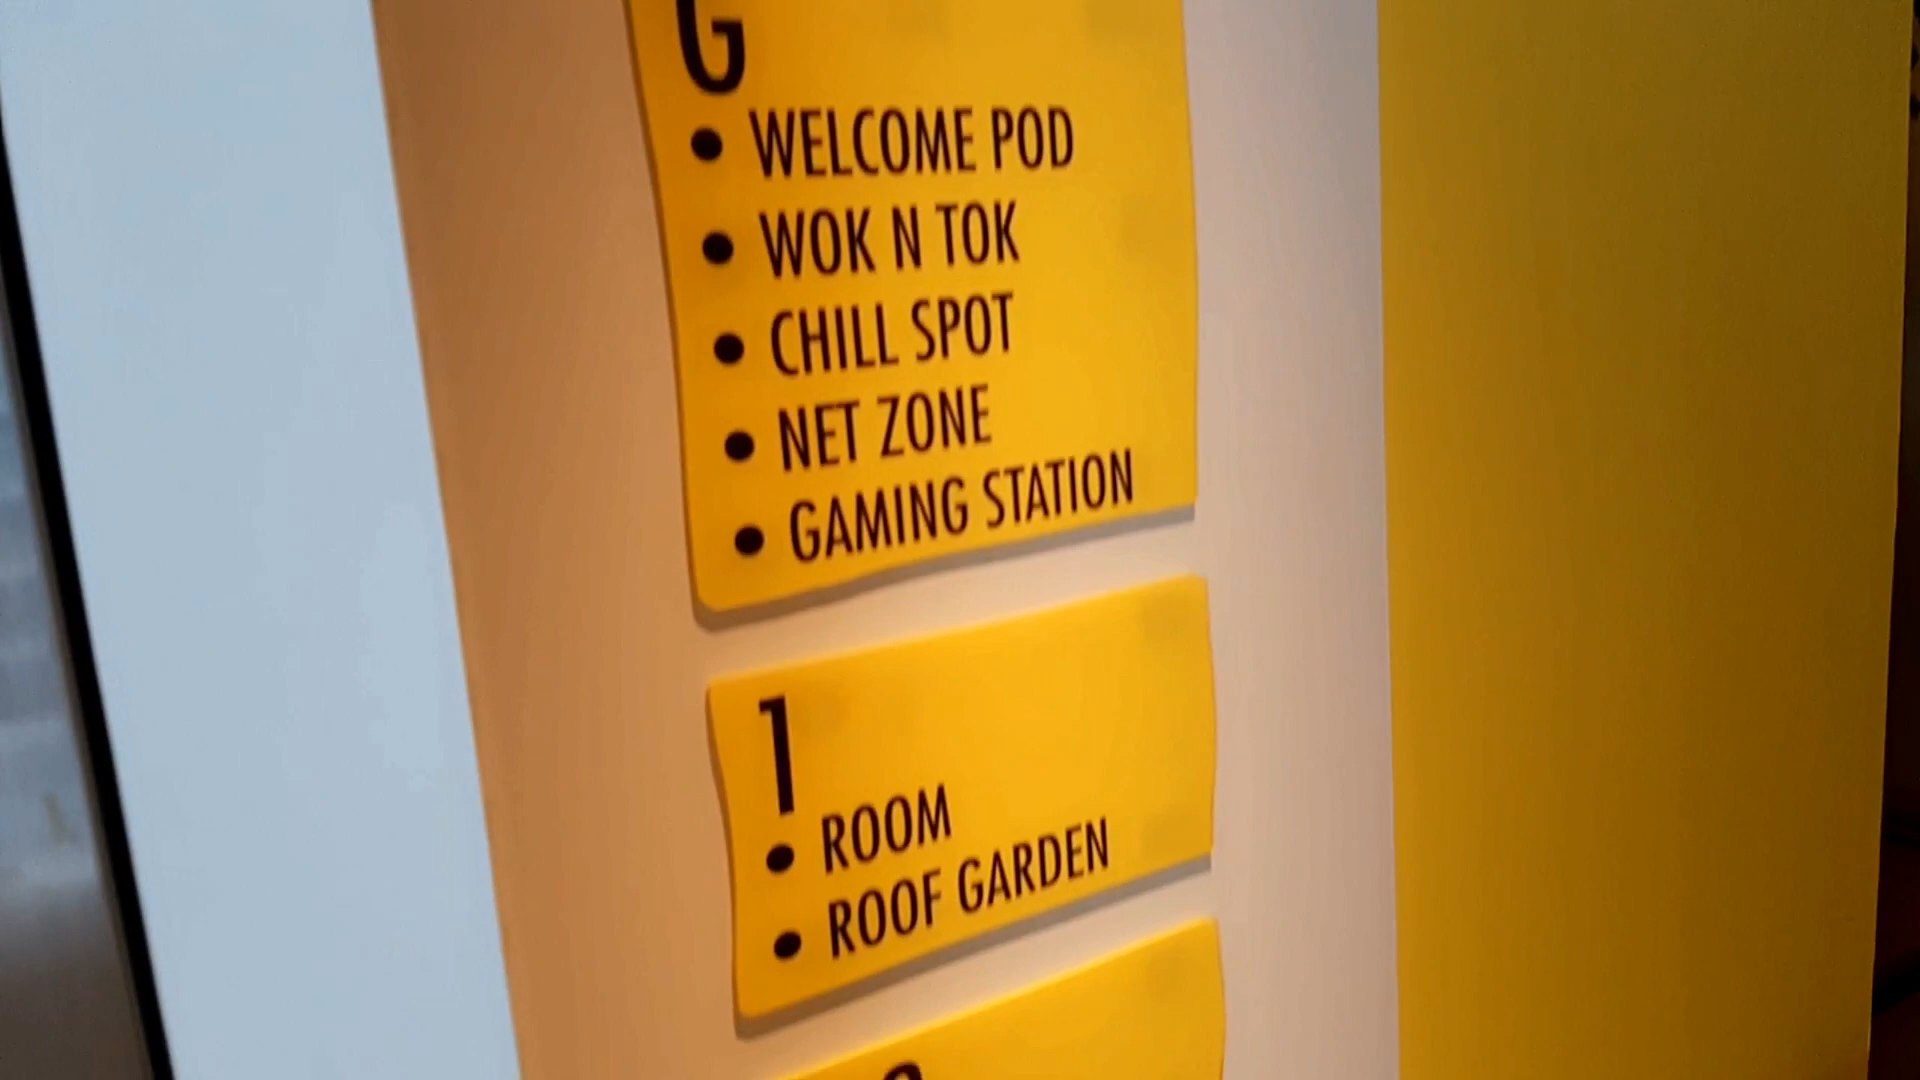 G
• WELCOME POD
• WOK N TOK
• CHILL SPOT
• NET ZONE
• GAMING STATION
1
• ROOM
• ROOF GARDEN